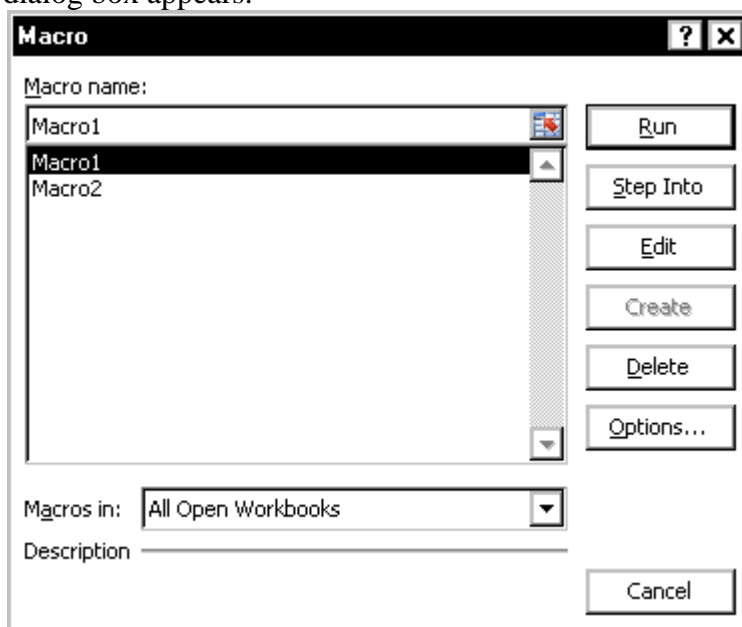 dialog box appears:
Macro
Macro name:
Macro1
Run
Macro1
Macro2
Step Into
Edit
Create
Delete
Options...
Macros in: All Open Workbooks
Description
Cancel